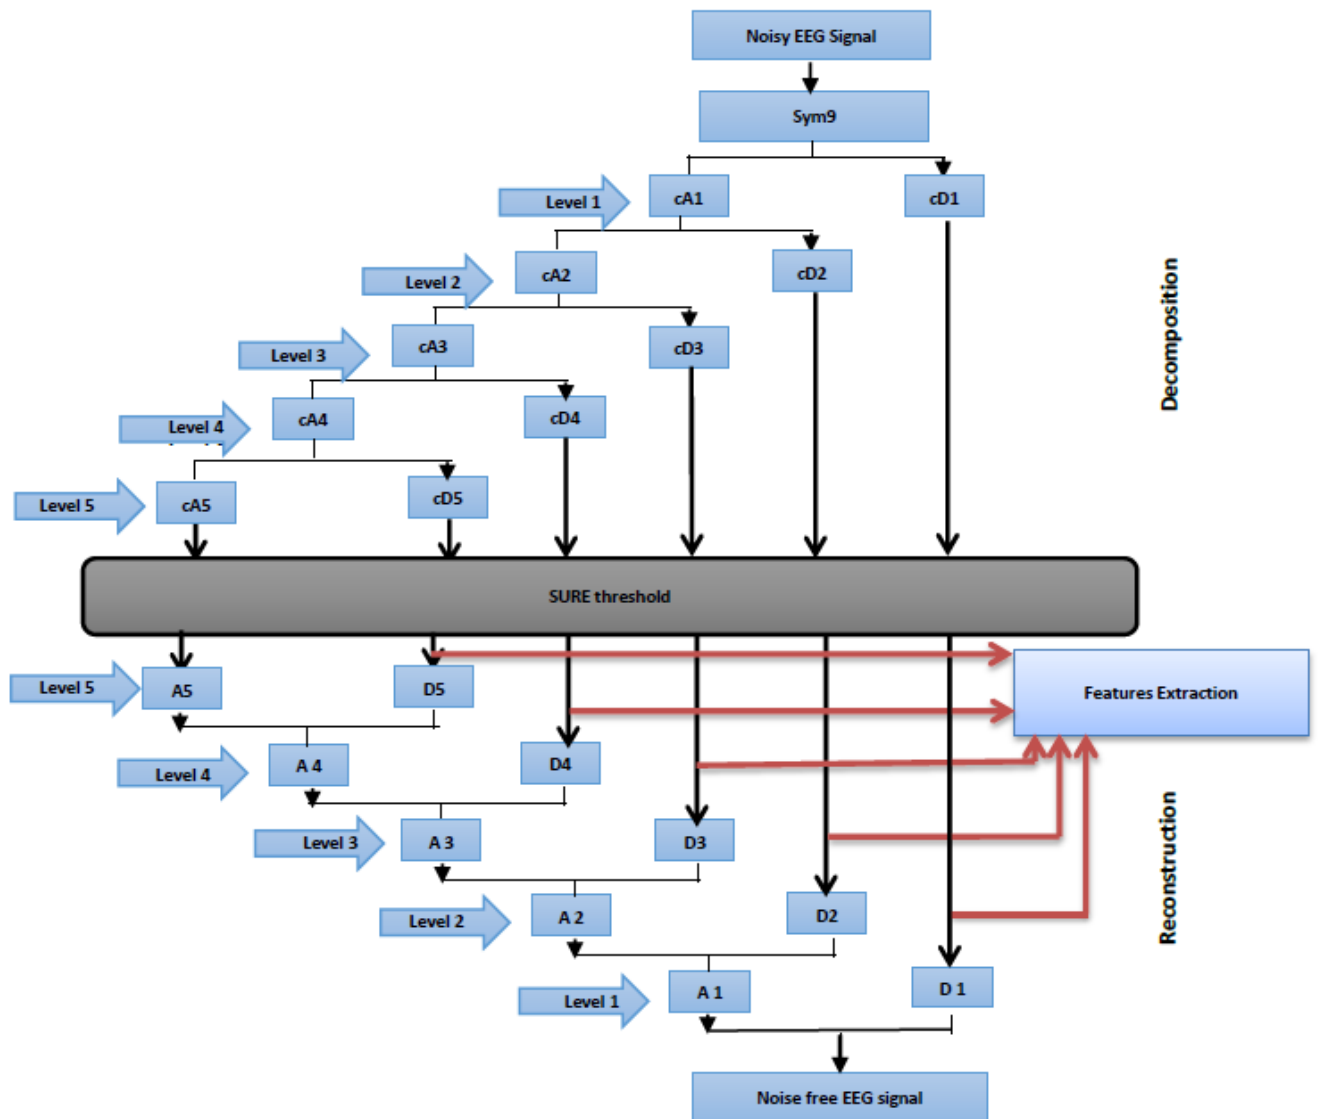 Noisy EEG Signal
Sym9
Level 1
cA1
cD1
Level 2
cA2
cD2
Level 3
cA3
cD3
Level 4
cA4
cD4
Level 5
cA5
cD5
Decomposition
SURE threshold
Level 5
A5
D5
Features Extraction
Level 4
A 4
D4
Level 3
A 3
D3
Level 2
A 2
D2
Level 1
A 1
D 1
Reconstruction
Noise free EEG signal